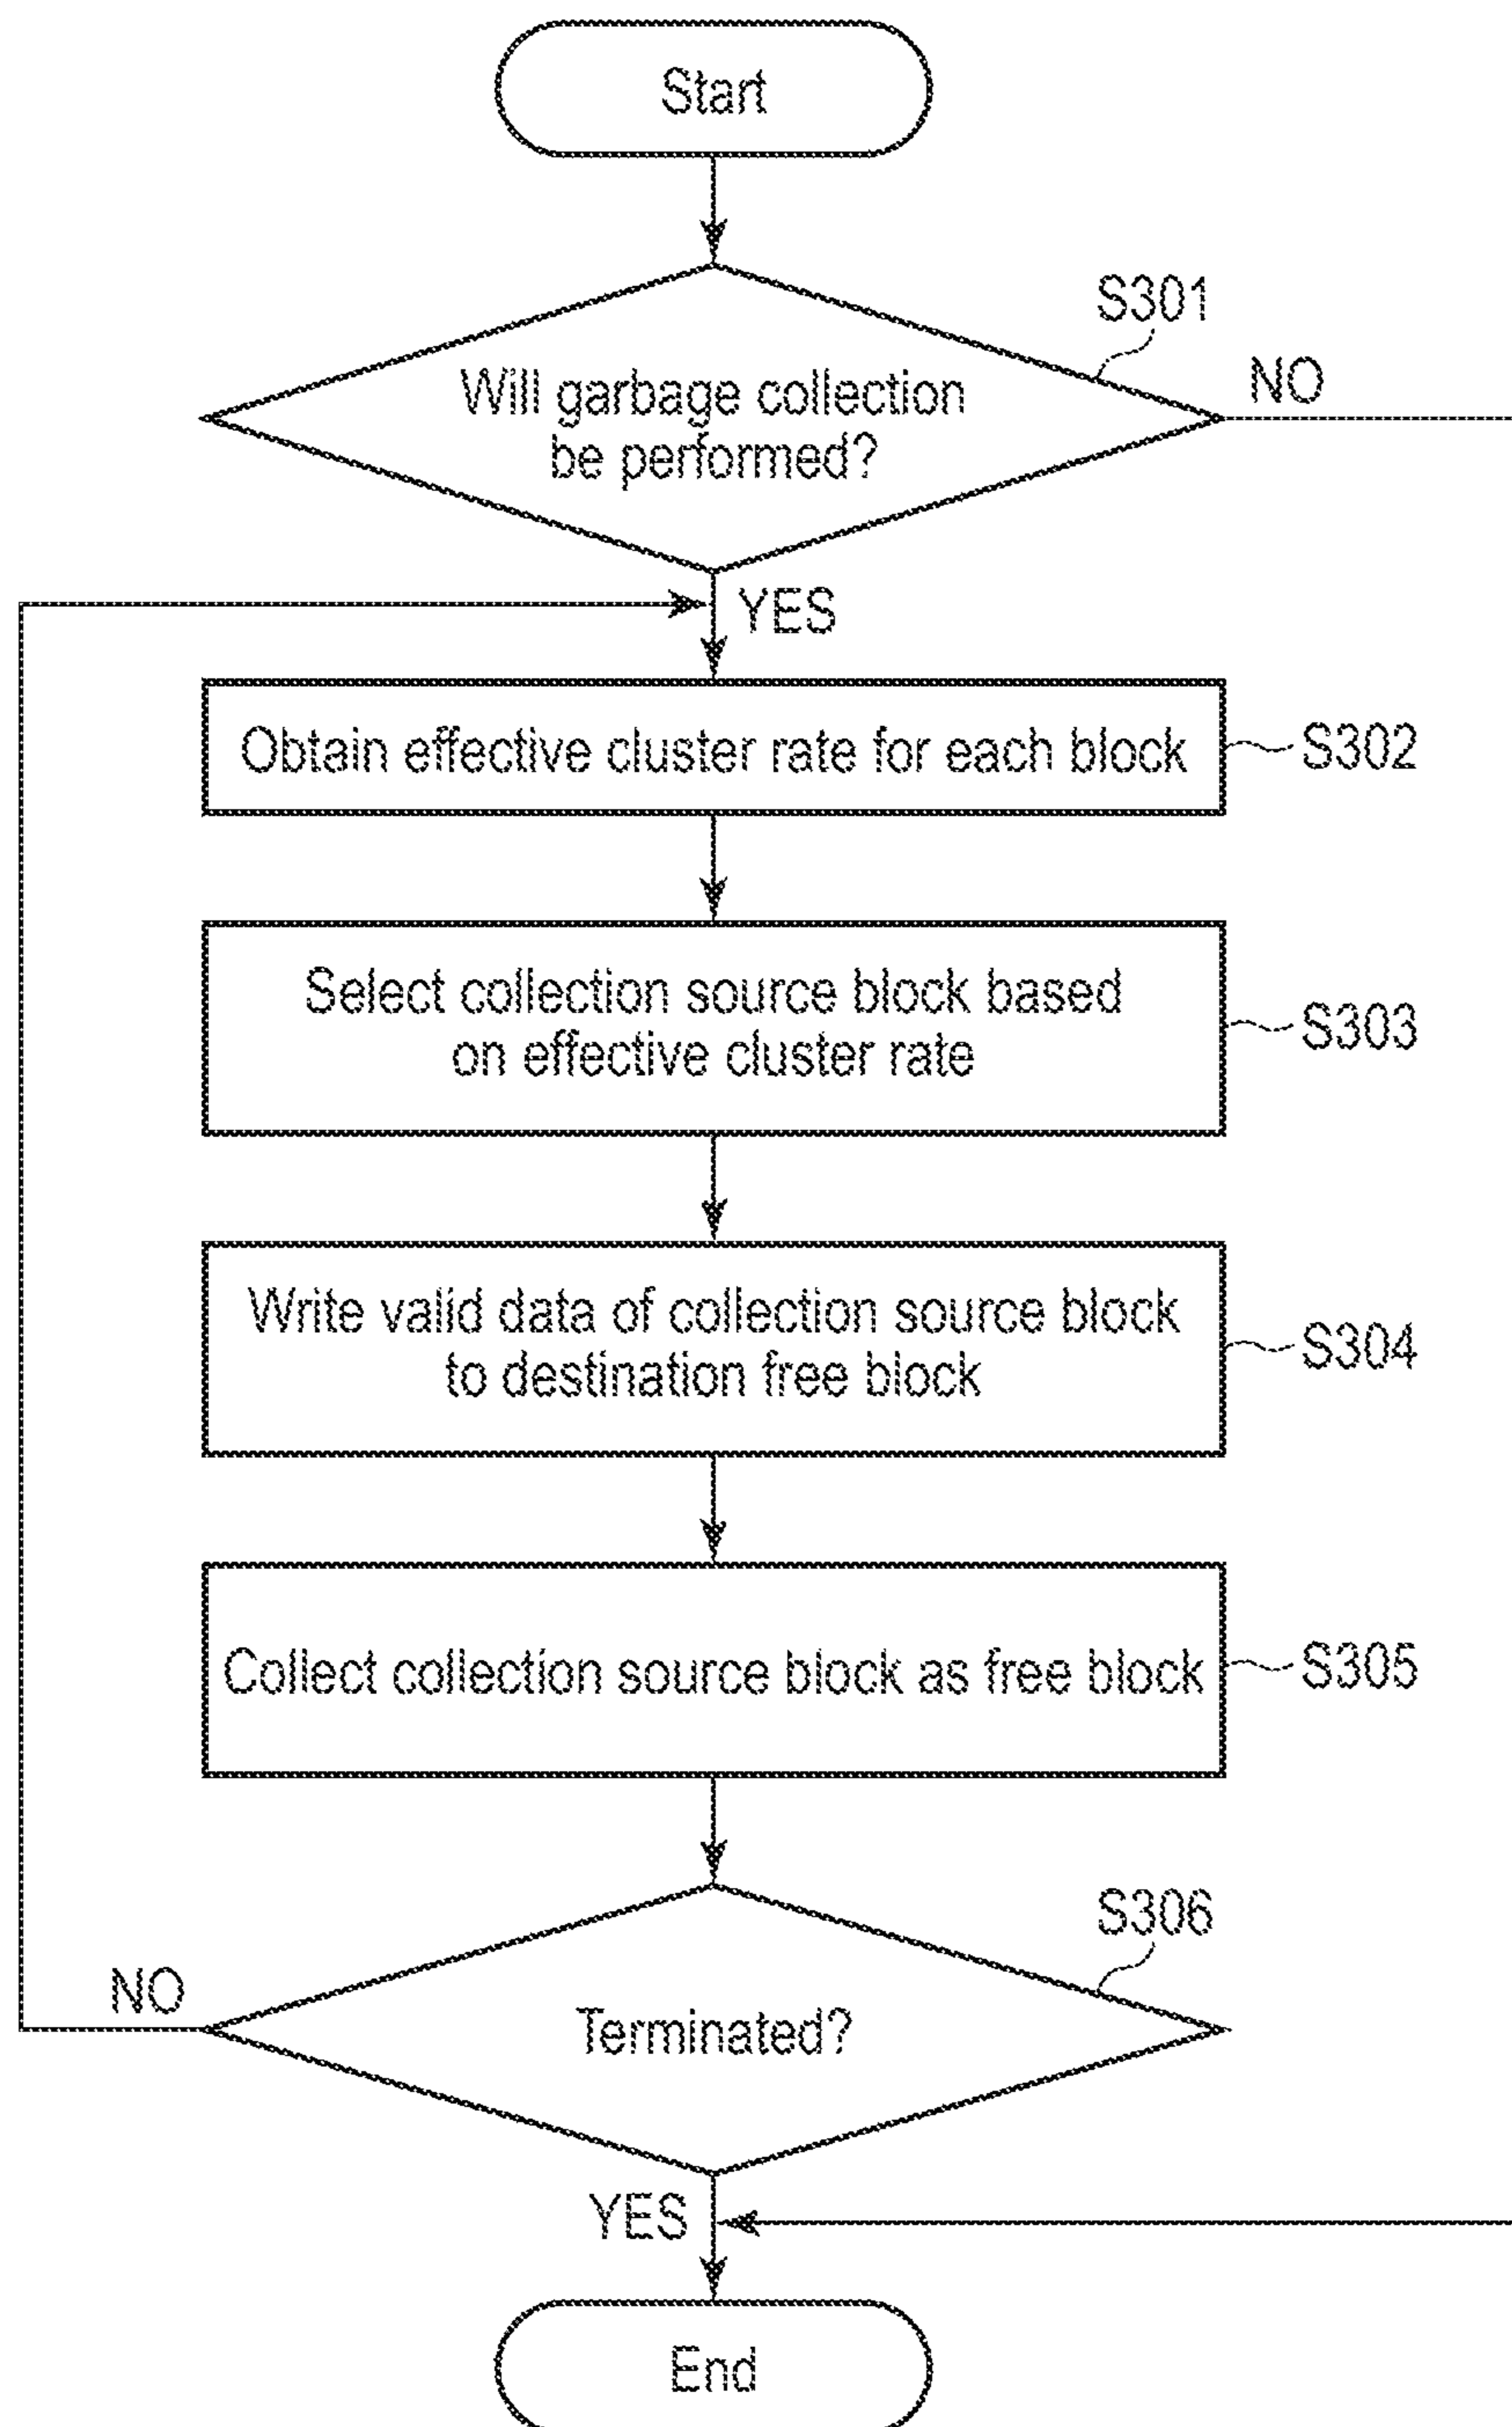 Start
S301
Will garbage collection
be performed?
NO
YES
Obtain effective cluster rate for each block
S302
Select collection source block based
on effective cluster rate
S303
Write valid data of collection source block
to destination free block
S304
Collect collection source block as free block
S305
S306
NO
Terminated?
YES
End